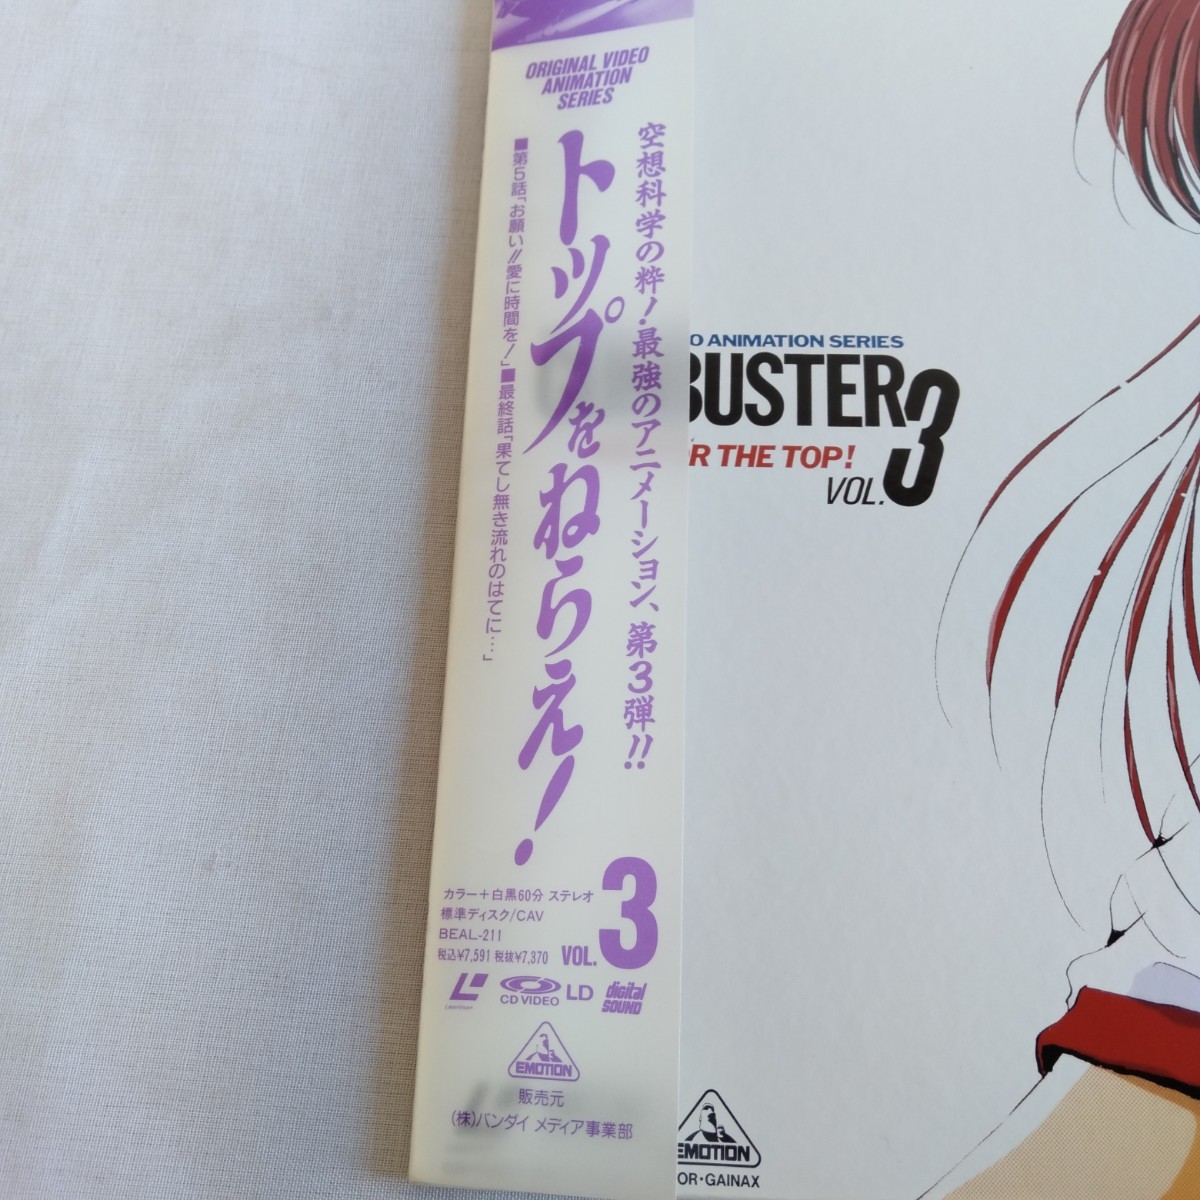 ORIGINAL VIDEO
ANIMATION
SERIES
空想科学の粋!最強のアニメーション、第3弾!!
トップをねらえ!
■第5話「お願い!!愛に時間を!」■最終話「果てし無き流れのはてに…」
カラー+白黒60分 ステレオ
標準ディスク/CAV
BEAL-211
税込¥7,591 税抜¥7,370
VOL.3
CD VIDEO
LD
digital
SOUND
EMOTION
販売元
(株)バンダイ メディア事業部
O ANIMATION SERIES
BUSTER3
R THE TOP!
VOL.
EMOTION
OR・GAINAX